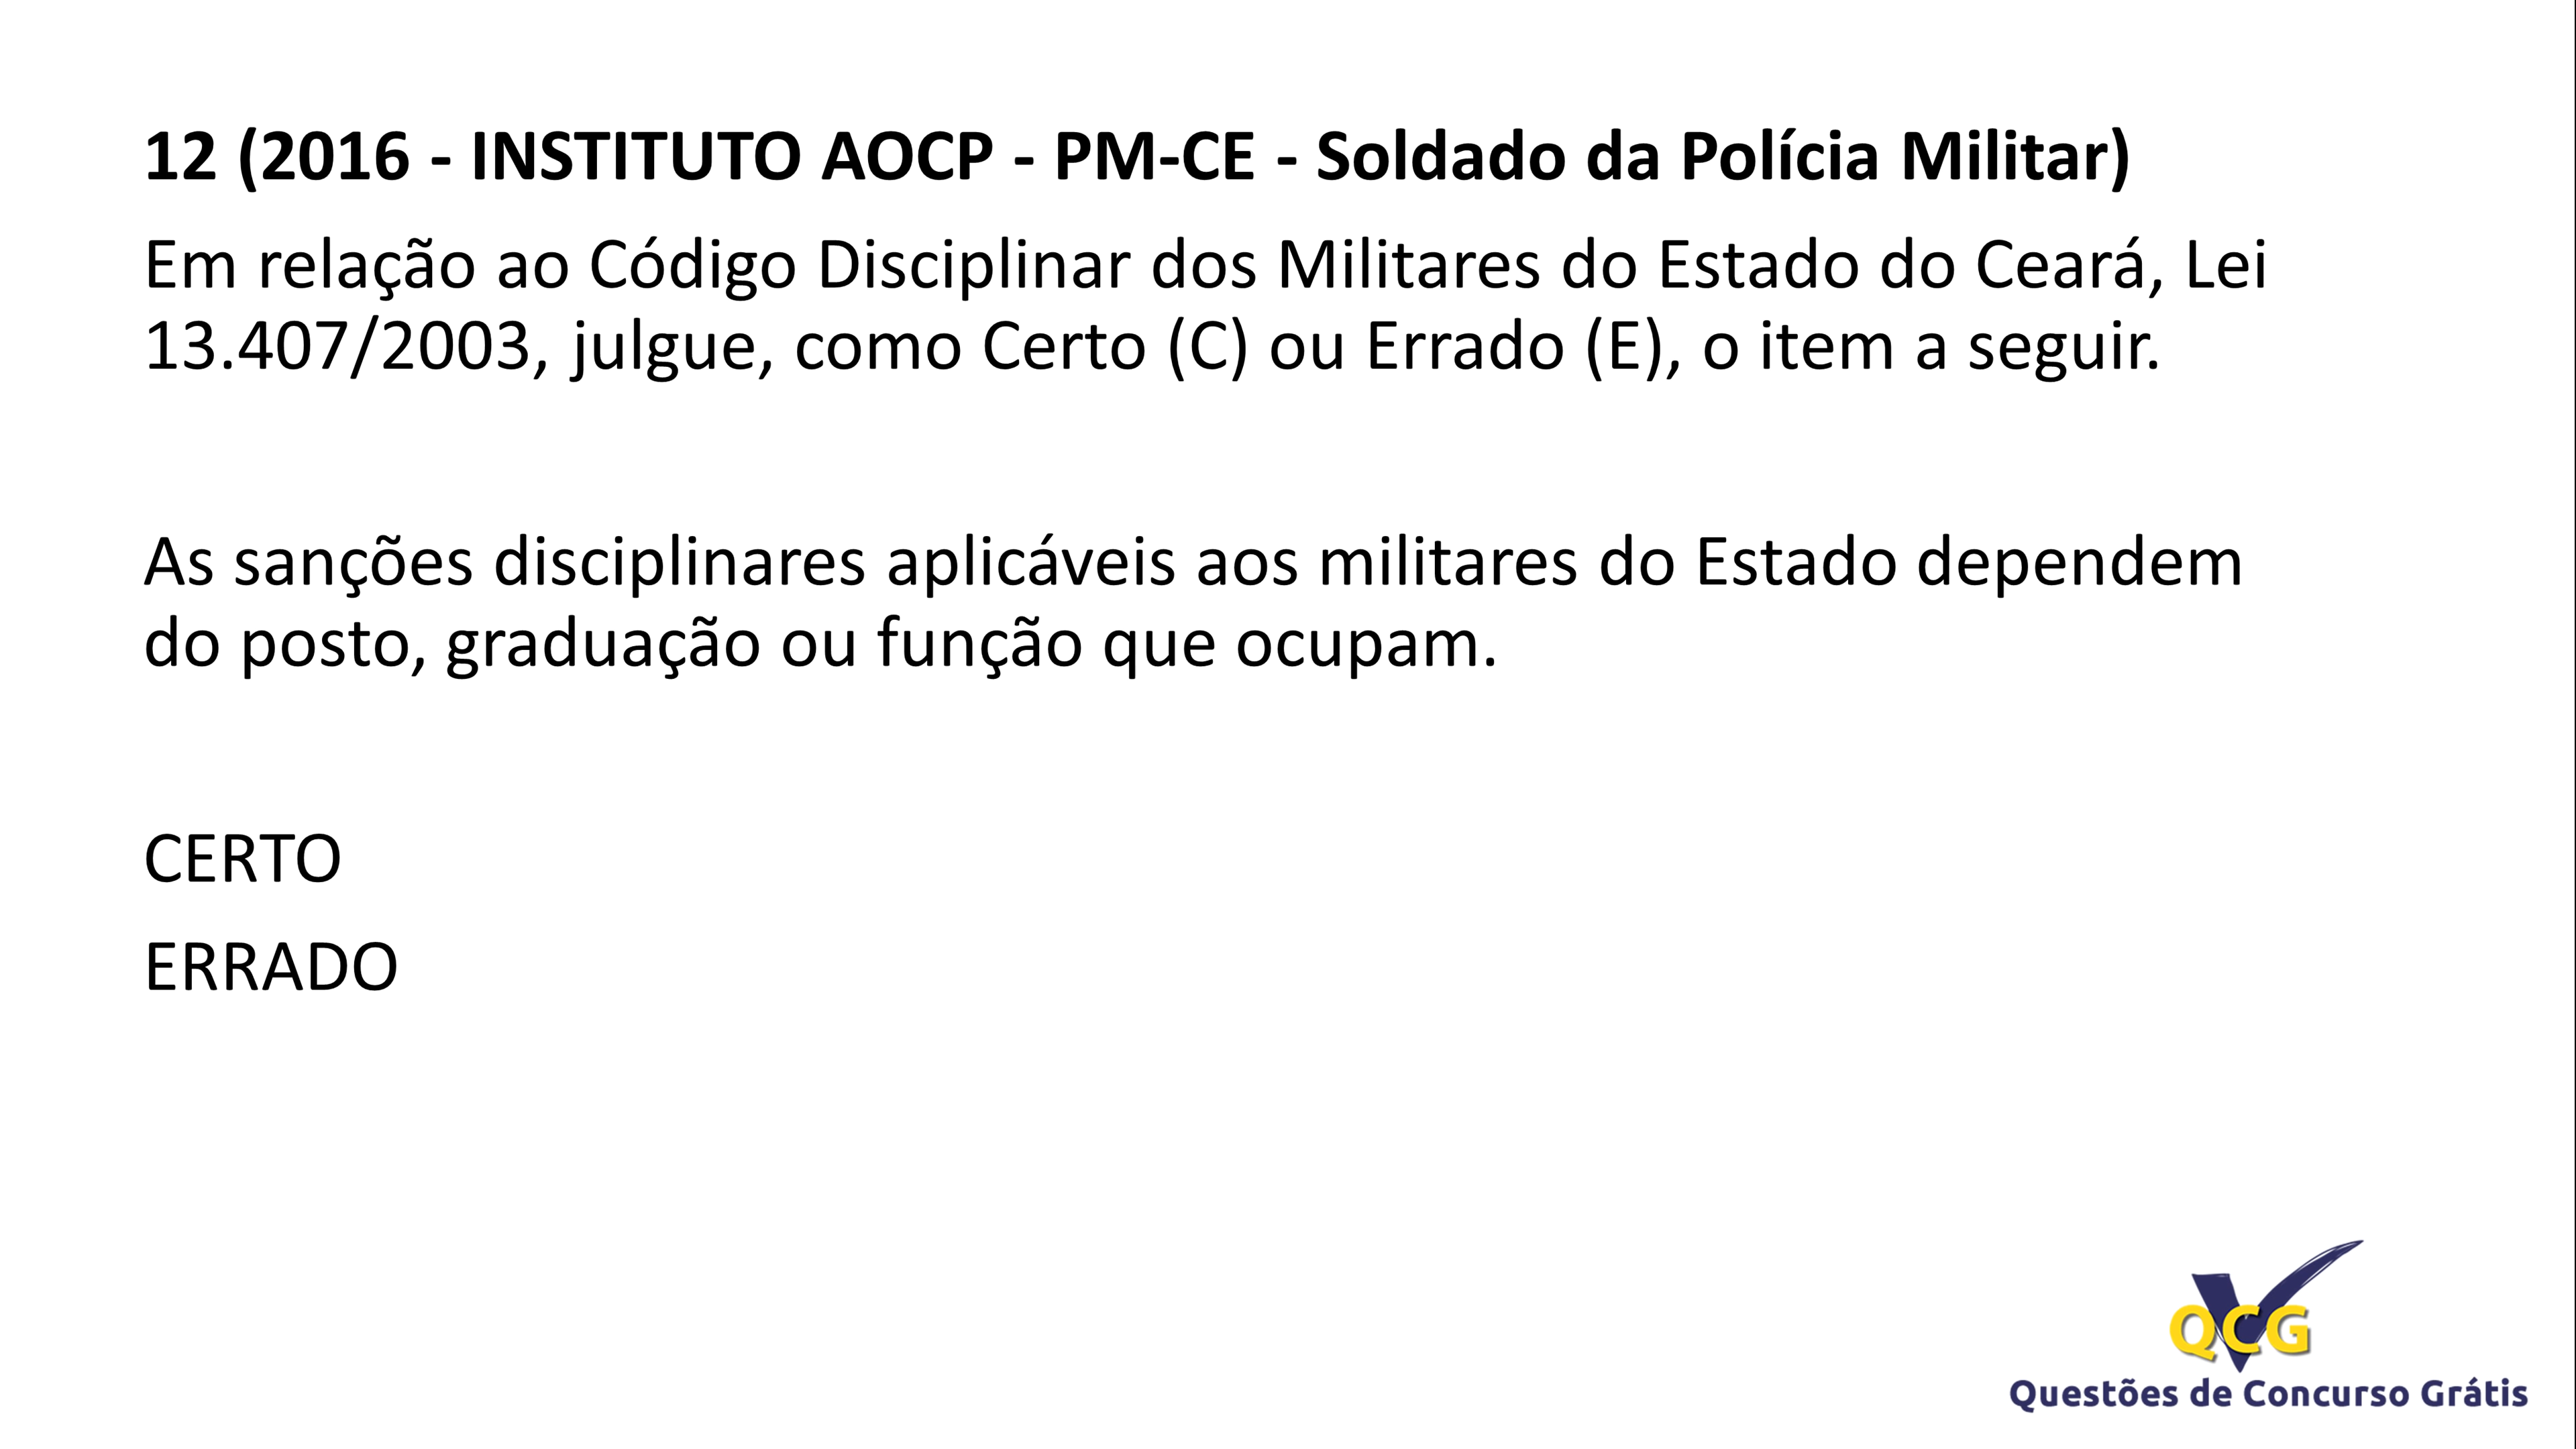 12 (2016 - INSTITUTO AOCP - PM-CE - Soldado da Polícia Militar)
Em relação ao Código Disciplinar dos Militares do Estado do Ceará, Lei
13.407/2003, julgue, como Certo (C) ou Errado (E), o item a seguir.
As sanções disciplinares aplicáveis aos militares do Estado dependem
do posto, graduação ou função que ocupam.
CERTO
ERRADO
QCG
Questões de Concurso Grátis